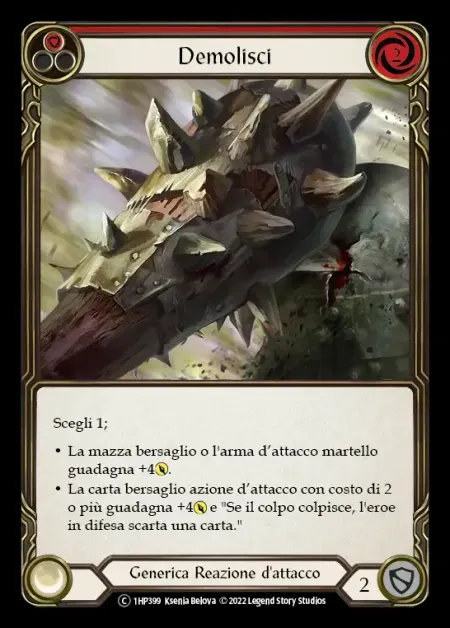 Demolisci
2
Scegli 1;
• La mazza bersaglio o l'arma d'attacco martello
guadagna +4.
• La carta bersaglio azione d'attacco con costo di 2
o più guadagna +4 e "Se il colpo colpisce, l'eroe
in difesa scarta una carta."
Generica Reazione d'attacco
2
C 1HP399 Ksenia Belova © 2022 Legend Story Studios